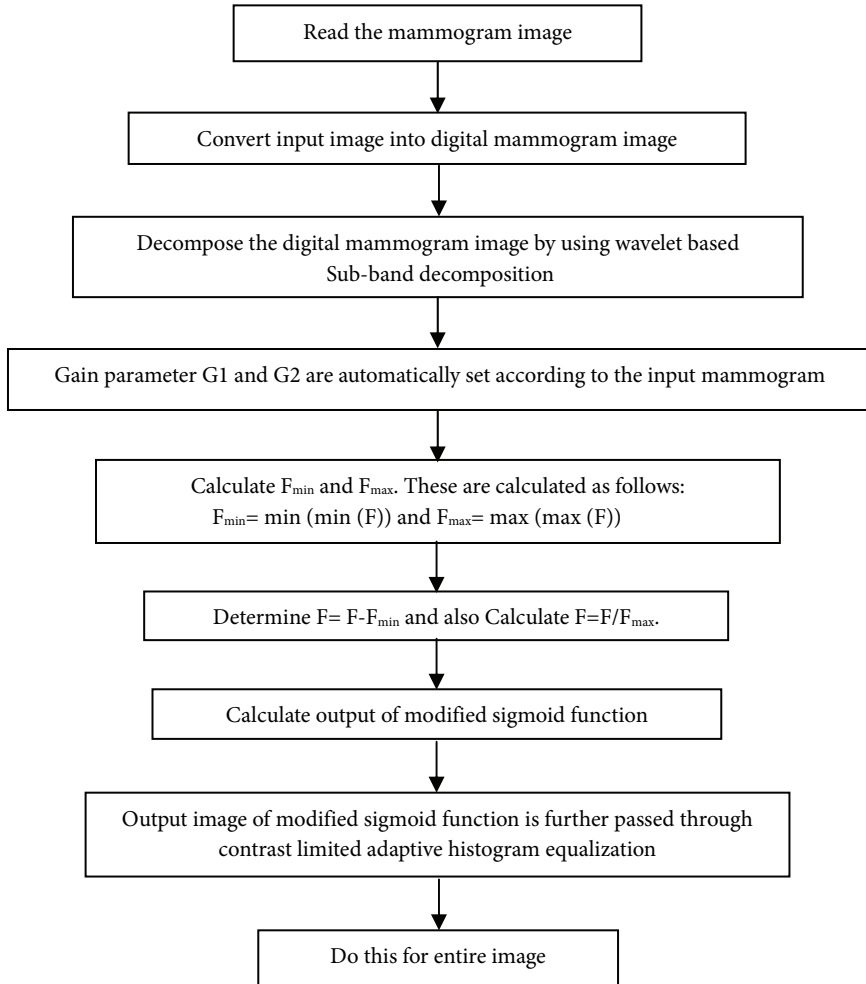 Read the mammogram image
Convert input image into digital mammogram image
Decompose the digital mammogram image by using wavelet based
Sub-band decomposition
Gain parameter G1 and G2 are automatically set according to the input mammogram
Calculate Fmin and Fmax. These are calculated as follows:
Fmin= min (min (F)) and Fmax= max (max (F))
Determine F= F-Fmin and also Calculate F=F/Fmax.
Calculate output of modified sigmoid function
Output image of modified sigmoid function is further passed through
contrast limited adaptive histogram equalization
Do this for entire image